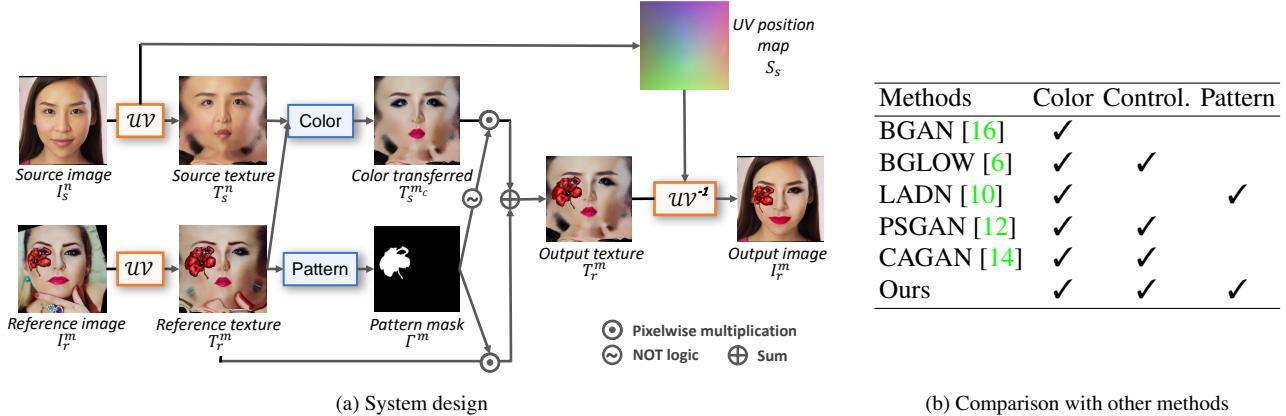 UV position
map
S_s
UV
Color
UV
Pattern
UV⁻¹
Source image
I_s^n
Source texture
T_s^n
Color transferred
T_s^{m_c}
Reference image
I_r^m
Reference texture
T_r^m
Pattern mask
Γ^m
Output texture
T_r^m
Output image
I_r^m
Pixelwise multiplication
NOT logic
Sum
(a) System design
Methods Color Control. Pattern
BGAN [16] ✓
BGLOW [6] ✓ ✓
LADN [10] ✓ ✓
PSGAN [12] ✓ ✓
CAGAN [14] ✓ ✓
Ours ✓ ✓ ✓
(b) Comparison with other methods